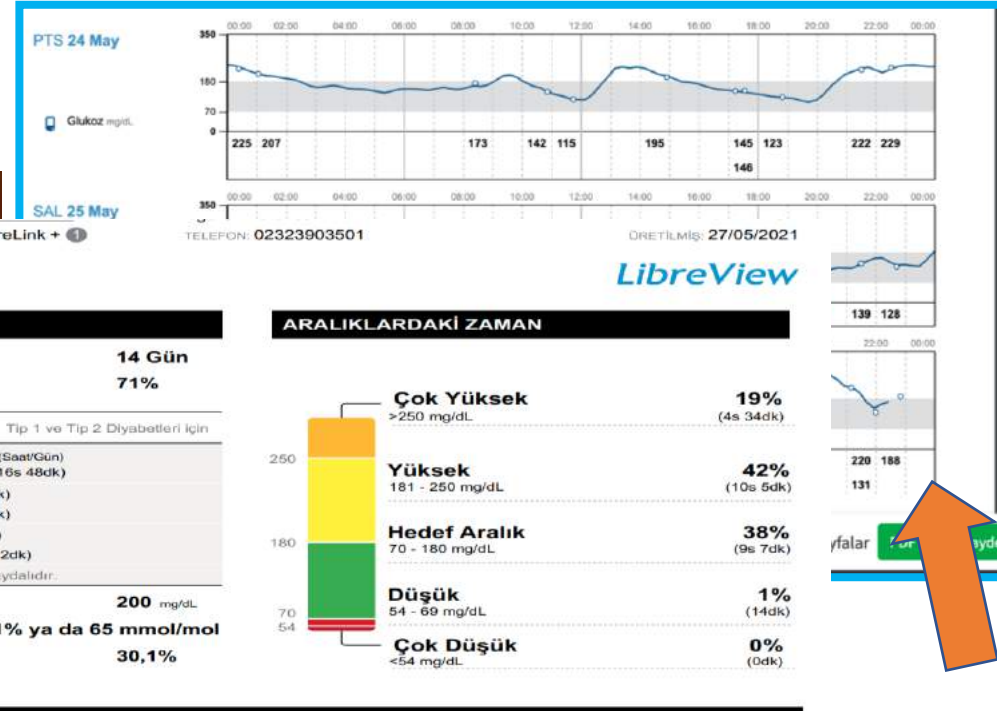 00:00 02:00 04:00 06:00 08:00 10:00 12:00 14:00 16:00 18:00 20:00 22:00 00:00
PTS 24 May
350
180
70
0
Glukoz mg/dL
225 207 173 142 115 195 145 123 222 229
146
00:00 02:00 04:00 06:00 08:00 10:00 12:00 14:00 16:00 18:00 20:00 22:00 00:00
SAL 25 May
350
reLink + 1
TELEFON: 02323903501
ÜRETİLMİŞ: 27/05/2021
LibreView
139 128
22:00 00:00
220 188
131
yfalar
ARALIKLARDAKİ ZAMAN
14 Gün
71%
Tip 1 ve Tip 2 Diyabetleri için
(Saat/Gün)
16s 48dk)
k)
k)
)
2dk)
aydalıdır.
200 mg/dL
1% ya da 65 mmol/mol
30,1%
250
180
70
54
Çok Yüksek 19%
>250 mg/dL (4s 34dk)
Yüksek 42%
181 - 250 mg/dL (10s 5dk)
Hedef Aralık 38%
70 - 180 mg/dL (9s 7dk)
Düşük 1%
54 - 69 mg/dL (14dk)
Çok Düşük 0%
<54 mg/dL (0dk)